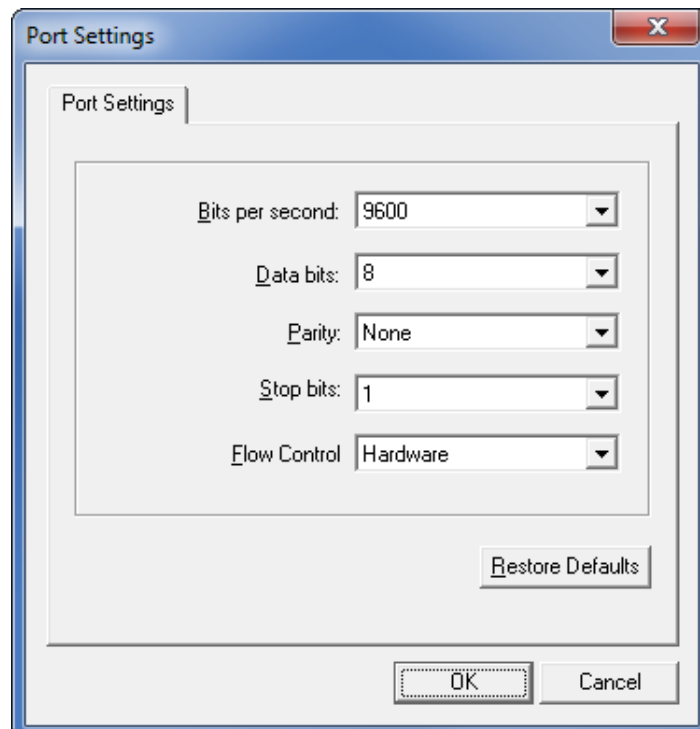 Port Settings
Port Settings
Bits per second: 9600
Data bits: 8
Parity: None
Stop bits: 1
Flow Control Hardware
Restore Defaults
OK Cancel